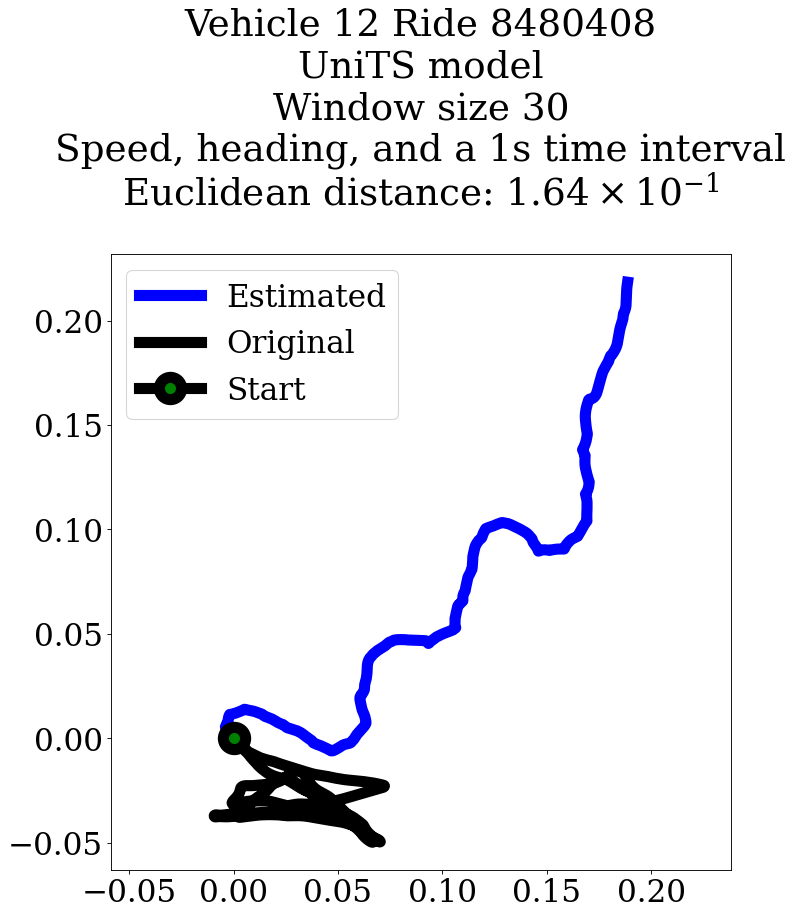 Vehicle 12 Ride 8480408
UniTS model
Window size 30
Speed, heading, and a 1s time interval
Euclidean distance: 1.64 × 10⁻¹
Estimated
Original
Start
0.20
0.15
0.10
0.05
0.00
−0.05
−0.05 0.00 0.05 0.10 0.15 0.20